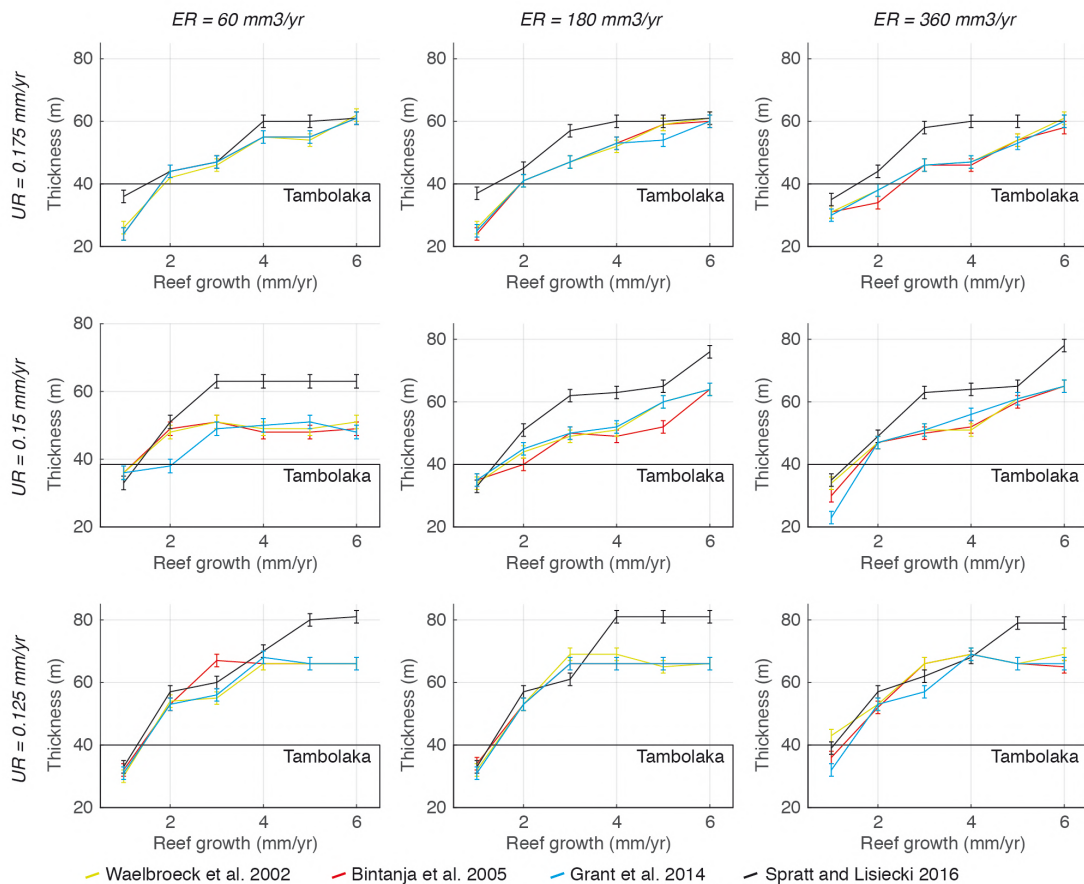 ER = 60 mm3/yr
ER = 180 mm3/yr
ER = 360 mm3/yr
UR = 0.175 mm/yr
Thickness (m)
80
60
40
20
Tambolaka
2
4
6
Reef growth (mm/yr)
Thickness (m)
80
60
40
20
Tambolaka
2
4
6
Reef growth (mm/yr)
Thickness (m)
80
60
40
20
Tambolaka
2
4
6
Reef growth (mm/yr)
UR = 0.15 mm/yr
Thickness (m)
80
60
40
20
Tambolaka
2
4
6
Reef growth (mm/yr)
Thickness (m)
80
60
40
20
Tambolaka
2
4
6
Reef growth (mm/yr)
Thickness (m)
80
60
40
20
Tambolaka
2
4
6
Reef growth (mm/yr)
UR = 0.125 mm/yr
Thickness (m)
80
60
40
20
Tambolaka
2
4
6
Reef growth (mm/yr)
Thickness (m)
80
60
40
20
Tambolaka
2
4
6
Reef growth (mm/yr)
Thickness (m)
80
60
40
20
Tambolaka
2
4
6
Reef growth (mm/yr)
Waelbroeck et al. 2002
Bintanja et al. 2005
Grant et al. 2014
Spratt and Lisiecki 2016